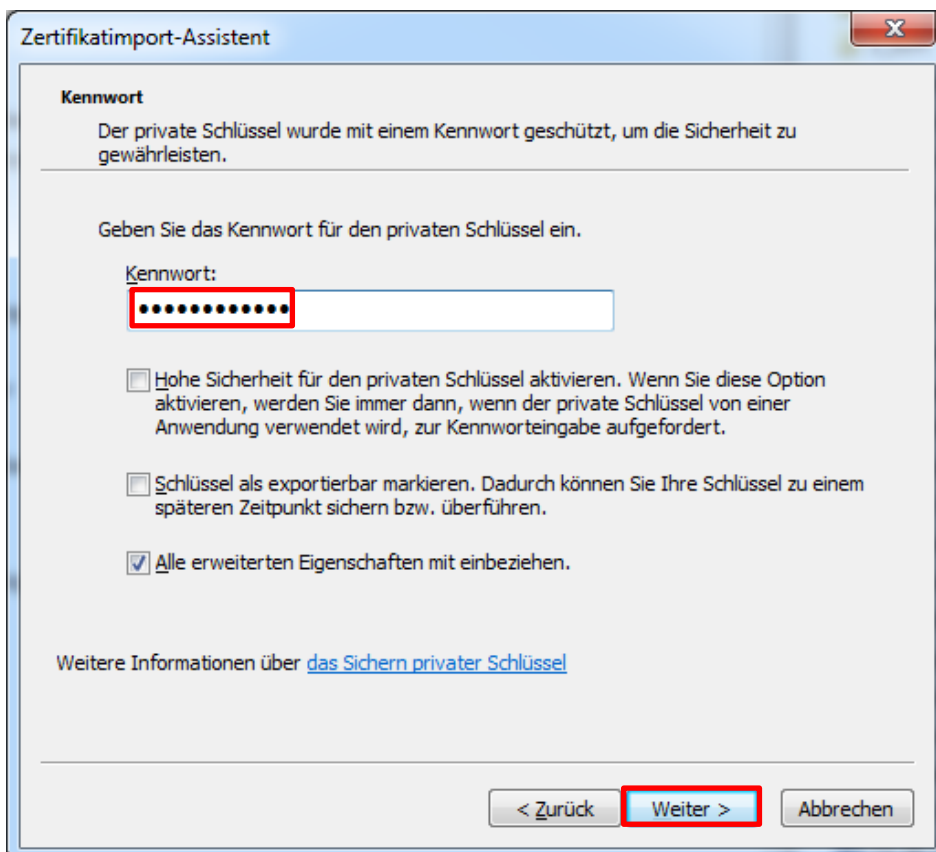 Zertifikatimport-Assistent
Kennwort
Der private Schlüssel wurde mit einem Kennwort geschützt, um die Sicherheit zu
gewährleisten.
Geben Sie das Kennwort für den privaten Schlüssel ein.
Kennwort:
••••••••••••
Hohe Sicherheit für den privaten Schlüssel aktivieren. Wenn Sie diese Option
aktivieren, werden Sie immer dann, wenn der private Schlüssel von einer
Anwendung verwendet wird, zur Kennworteingabe aufgefordert.
Schlüssel als exportierbar markieren. Dadurch können Sie Ihre Schlüssel zu einem
späteren Zeitpunkt sichern bzw. überführen.
Alle erweiterten Eigenschaften mit einbeziehen.
Weitere Informationen über das Sichern privater Schlüssel
< Zurück Weiter > Abbrechen